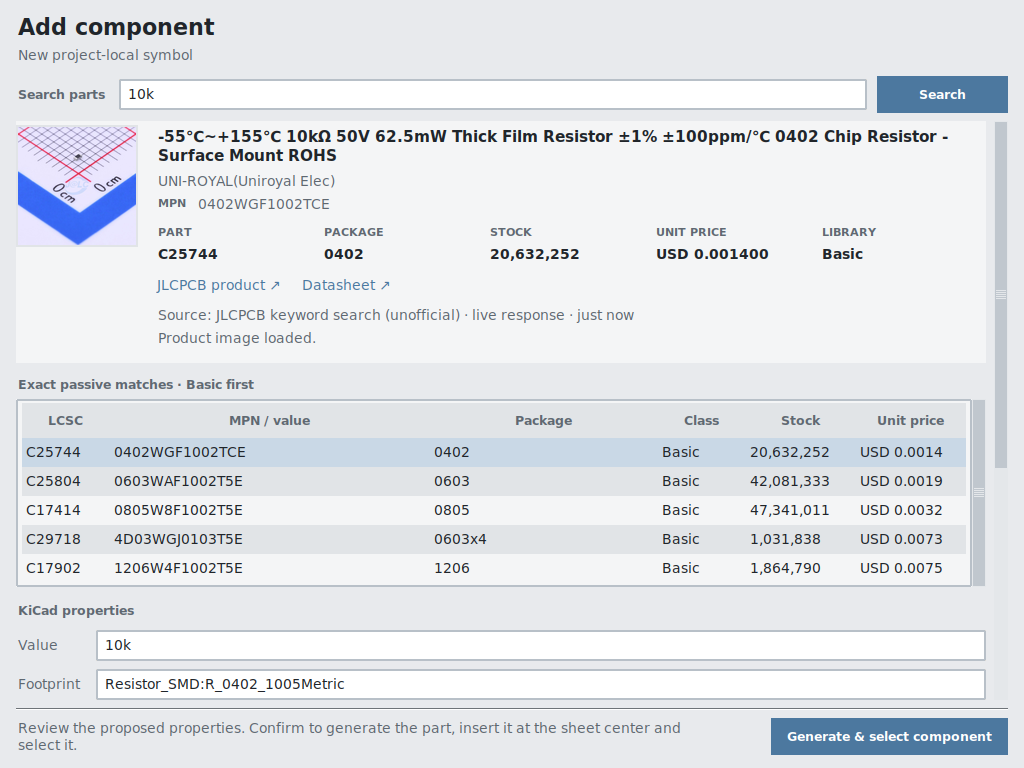 Add component
New project-local symbol
Search parts
10k
Search
-55℃~+155℃ 10kΩ 50V 62.5mW Thick Film Resistor ±1% ±100ppm/℃ 0402 Chip Resistor -
Surface Mount ROHS
UNI-ROYAL(Uniroyal Elec)
MPN 0402WGF1002TCE
PART PACKAGE STOCK UNIT PRICE LIBRARY
C25744 0402 20,632,252 USD 0.001400 Basic
JLCPCB product ↗ Datasheet ↗
Source: JLCPCB keyword search (unofficial) · live response · just now
Product image loaded.
0cm 0cm
Exact passive matches · Basic first
LCSC MPN / value Package Class Stock Unit price
C25744 0402WGF1002TCE 0402 Basic 20,632,252 USD 0.0014
C25804 0603WAF1002T5E 0603 Basic 42,081,333 USD 0.0019
C17414 0805W8F1002T5E 0805 Basic 47,341,011 USD 0.0032
C29718 4D03WGJ0103T5E 0603x4 Basic 1,031,838 USD 0.0073
C17902 1206W4F1002T5E 1206 Basic 1,864,790 USD 0.0075
KiCad properties
Value 10k
Footprint Resistor_SMD:R_0402_1005Metric
Review the proposed properties. Confirm to generate the part, insert it at the sheet center and
select it.
Generate & select component